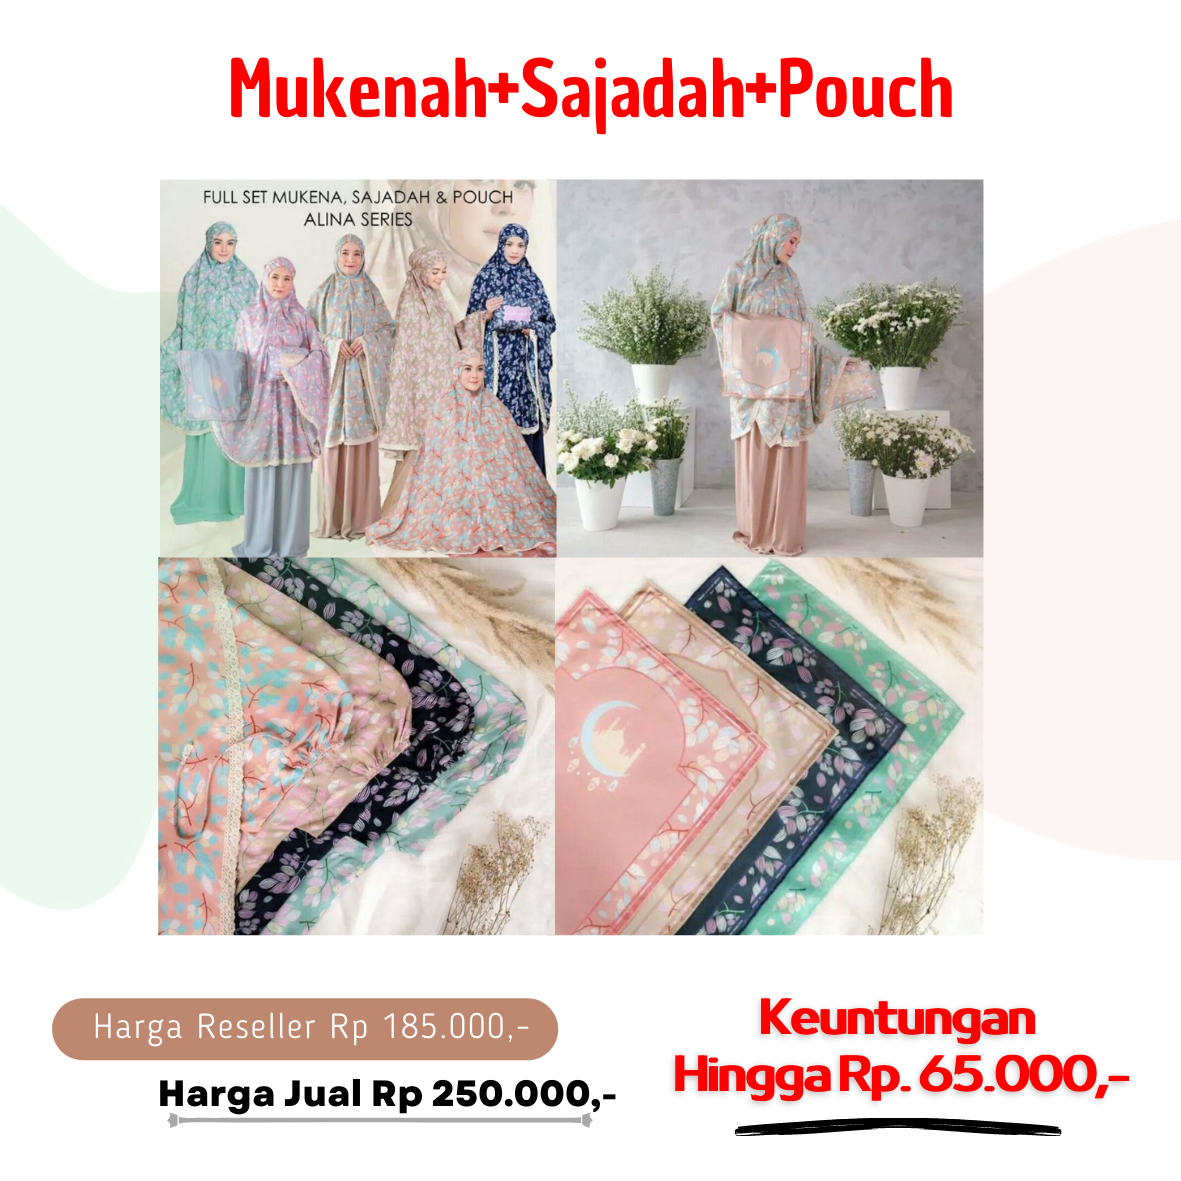 Mukenah+Sajadah+Pouch
FULL SET MUKENA, SAJADAH & POUCH
ALINA SERIES
Harga Reseller Rp 185.000,-
Harga Jual Rp 250.000,-
Keuntungan
Hingga Rp. 65.000,-